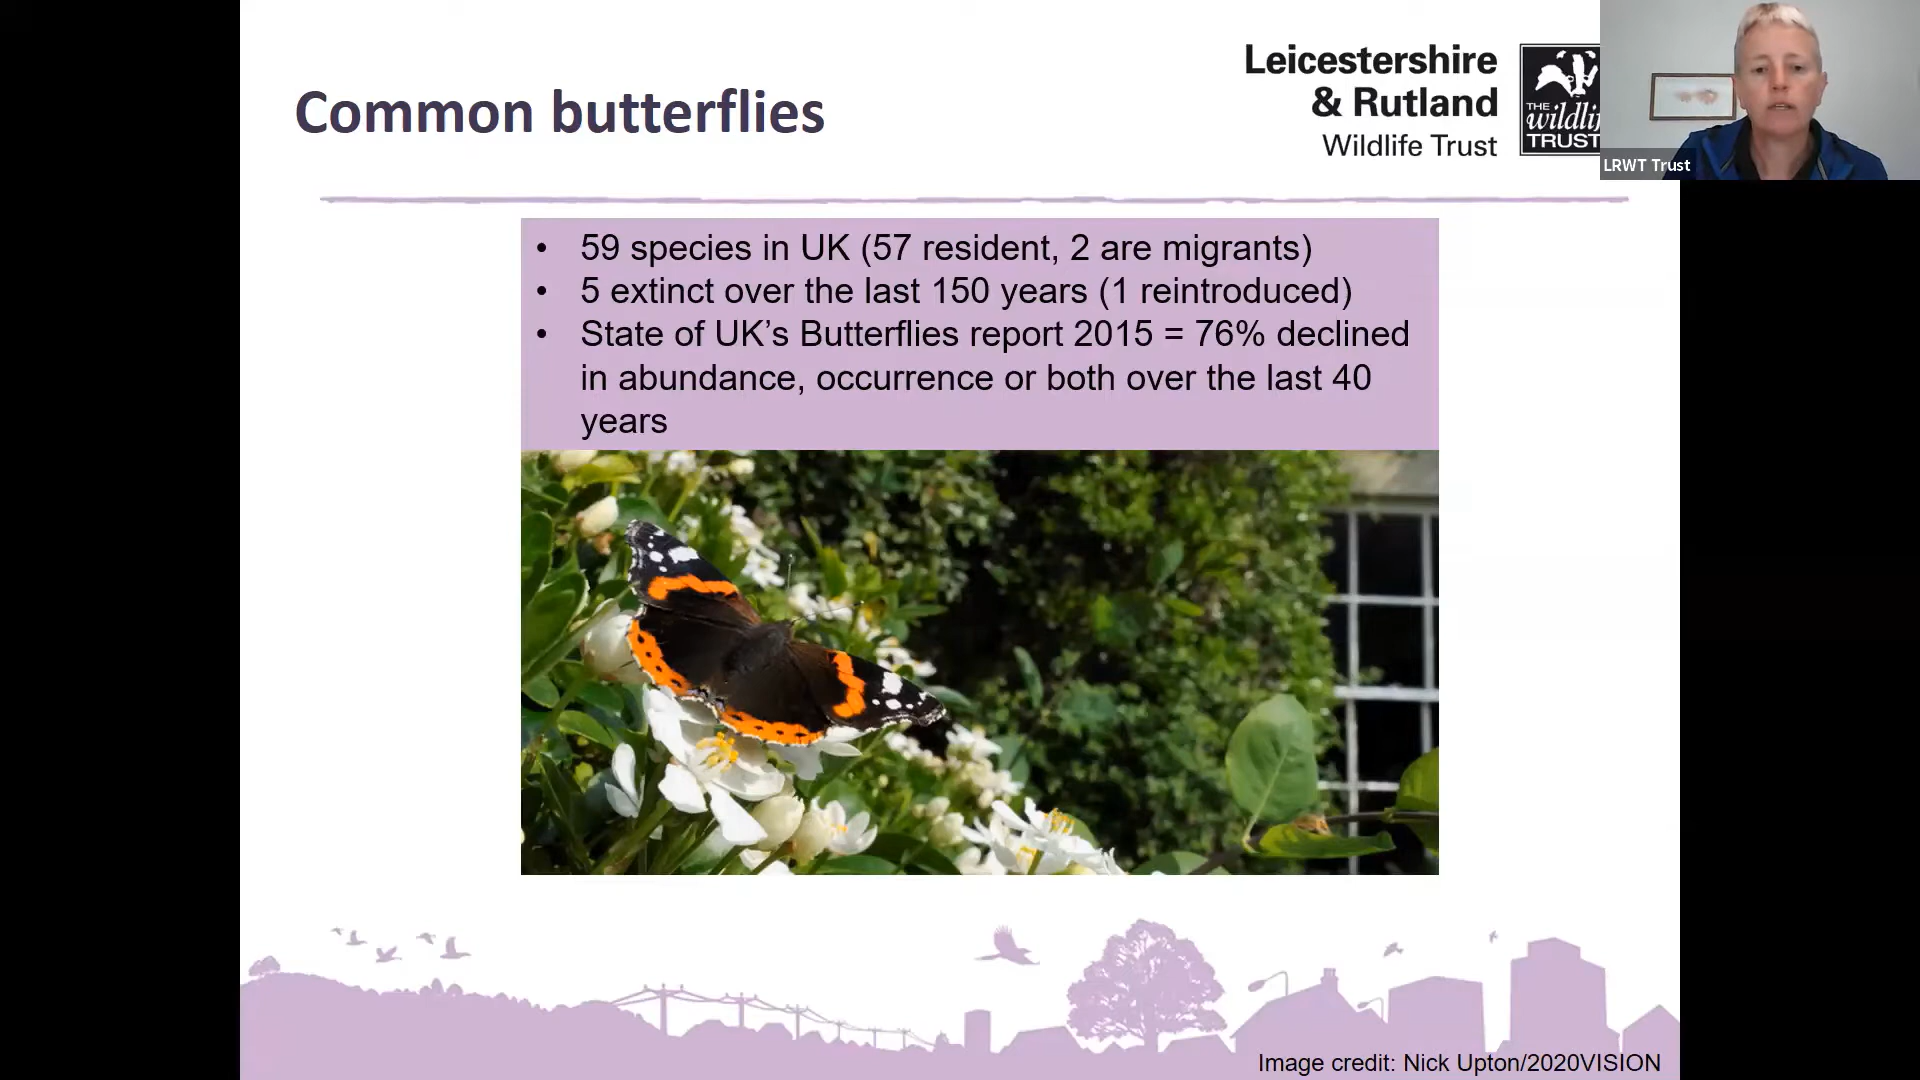 Leicestershire
& Rutland
Wildlife Trust
THE
wildli
TRUST
LRWT Trust
Common butterflies
• 59 species in UK (57 resident, 2 are migrants)
• 5 extinct over the last 150 years (1 reintroduced)
• State of UK’s Butterflies report 2015 = 76% declined
in abundance, occurrence or both over the last 40
years
Image credit: Nick Upton/2020VISION